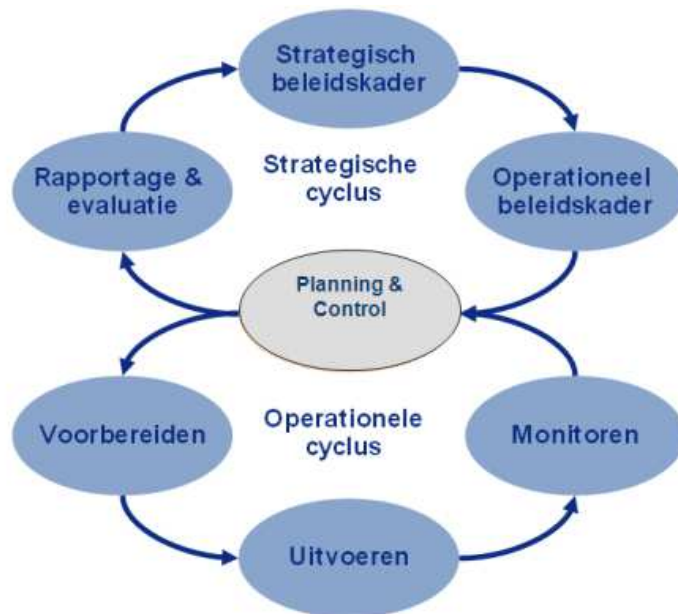 Strategisch
beleidskader
Rapportage &
evaluatie
Strategische
cyclus
Operationeel
beleidskader
Planning &
Control
Voorbereiden
Operationele
cyclus
Monitoren
Uitvoeren